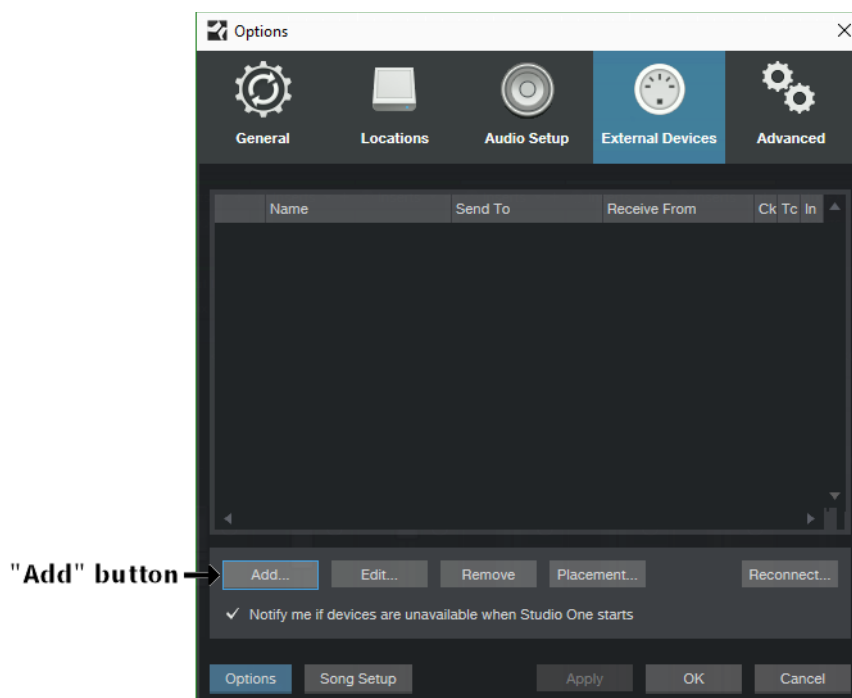 Options
General Locations Audio Setup External Devices Advanced
Name Send To Receive From Ck Tc In
"Add" button
Add... Edit... Remove Placement... Reconnect...
Notify me if devices are unavailable when Studio One starts
Options Song Setup Apply OK Cancel